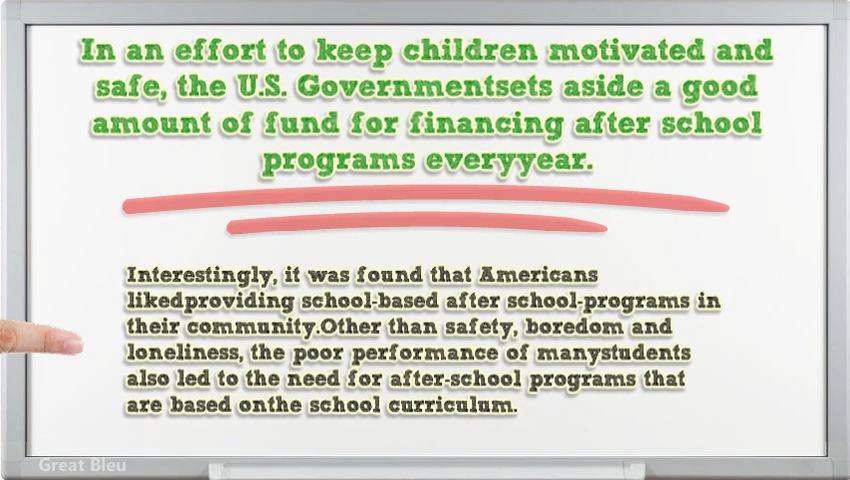 In an effort to keep children motivated and
safe, the U.S. Governmentsets aside a good
amount of fund for financing after school
programs everyyear.
Interestingly, it was found that Americans
likedproviding school-based after school-programs in
their community.Other than safety, boredom and
loneliness, the poor performance of manystudents
also led to the need for after-school programs that
are based onthe school curriculum.
Great Bleu